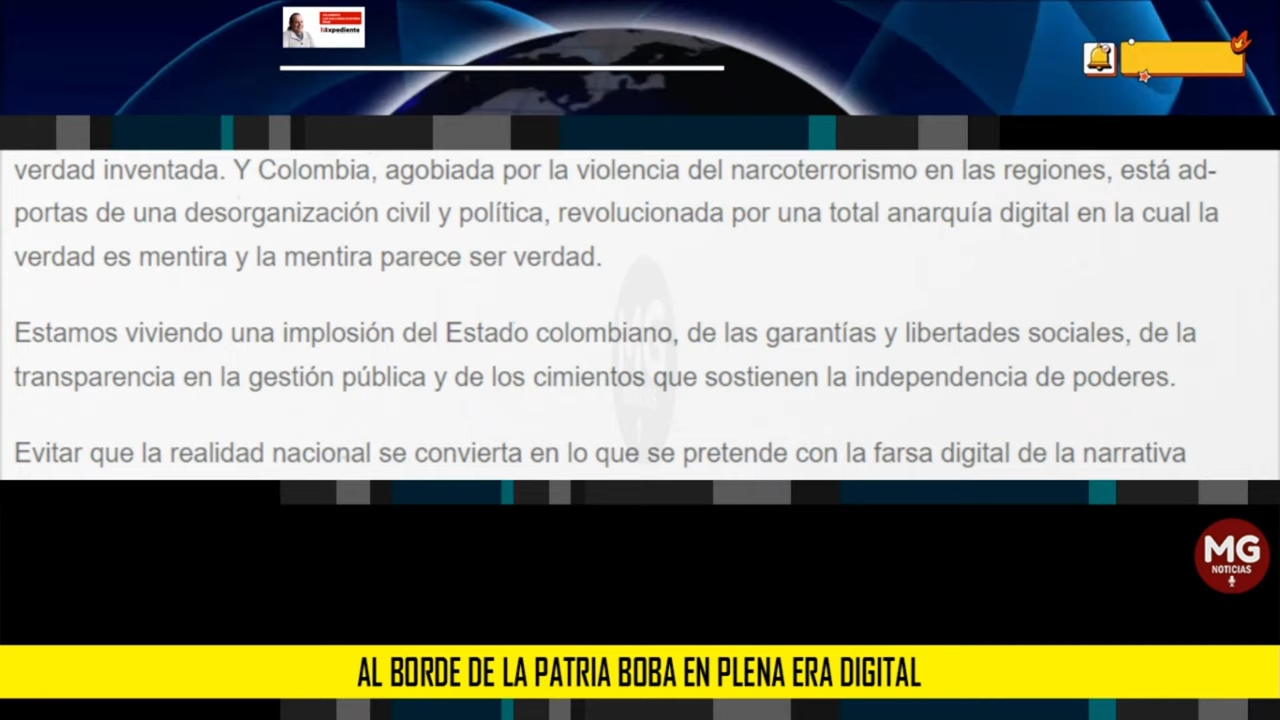 Expediente
verdad inventada. Y Colombia, agobiada por la violencia del narcoterrorismo en las regiones, está ad-
portas de una desorganización civil y política, revolucionada por una total anarquía digital en la cual la
verdad es mentira y la mentira parece ser verdad.
Estamos viviendo una implosión del Estado colombiano, de las garantías y libertades sociales, de la
transparencia en la gestión pública y de los cimientos que sostienen la independencia de poderes.
Evitar que la realidad nacional se convierta en lo que se pretende con la farsa digital de la narrativa
MG
NOTICIAS
AL BORDE DE LA PATRIA BOBA EN PLENA ERA DIGITAL